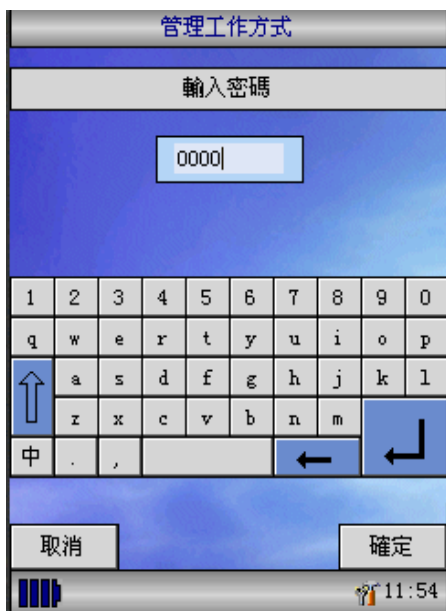 管理工作方式
輸入密碼
0000
1 2 3 4 5 6 7 8 9 0
q w e r t y u i o p
a s d f g h j k l
z x c v b n m
中 . ,
取消 確定
11:54